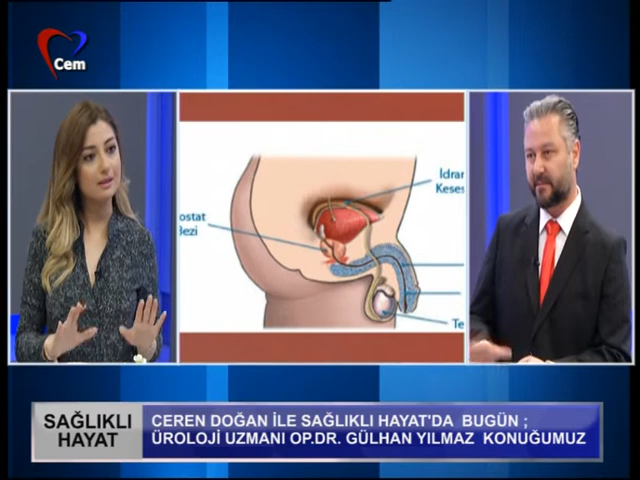 Cem
İdrar
Keses
ostat
Bezi
Te
SAĞLIKLI
HAYAT
CEREN DOĞAN İLE SAĞLIKLI HAYAT'DA BUGÜN ;
ÜROLOJİ UZMANI OP.DR. GÜLHAN YILMAZ KONUĞUMUZ